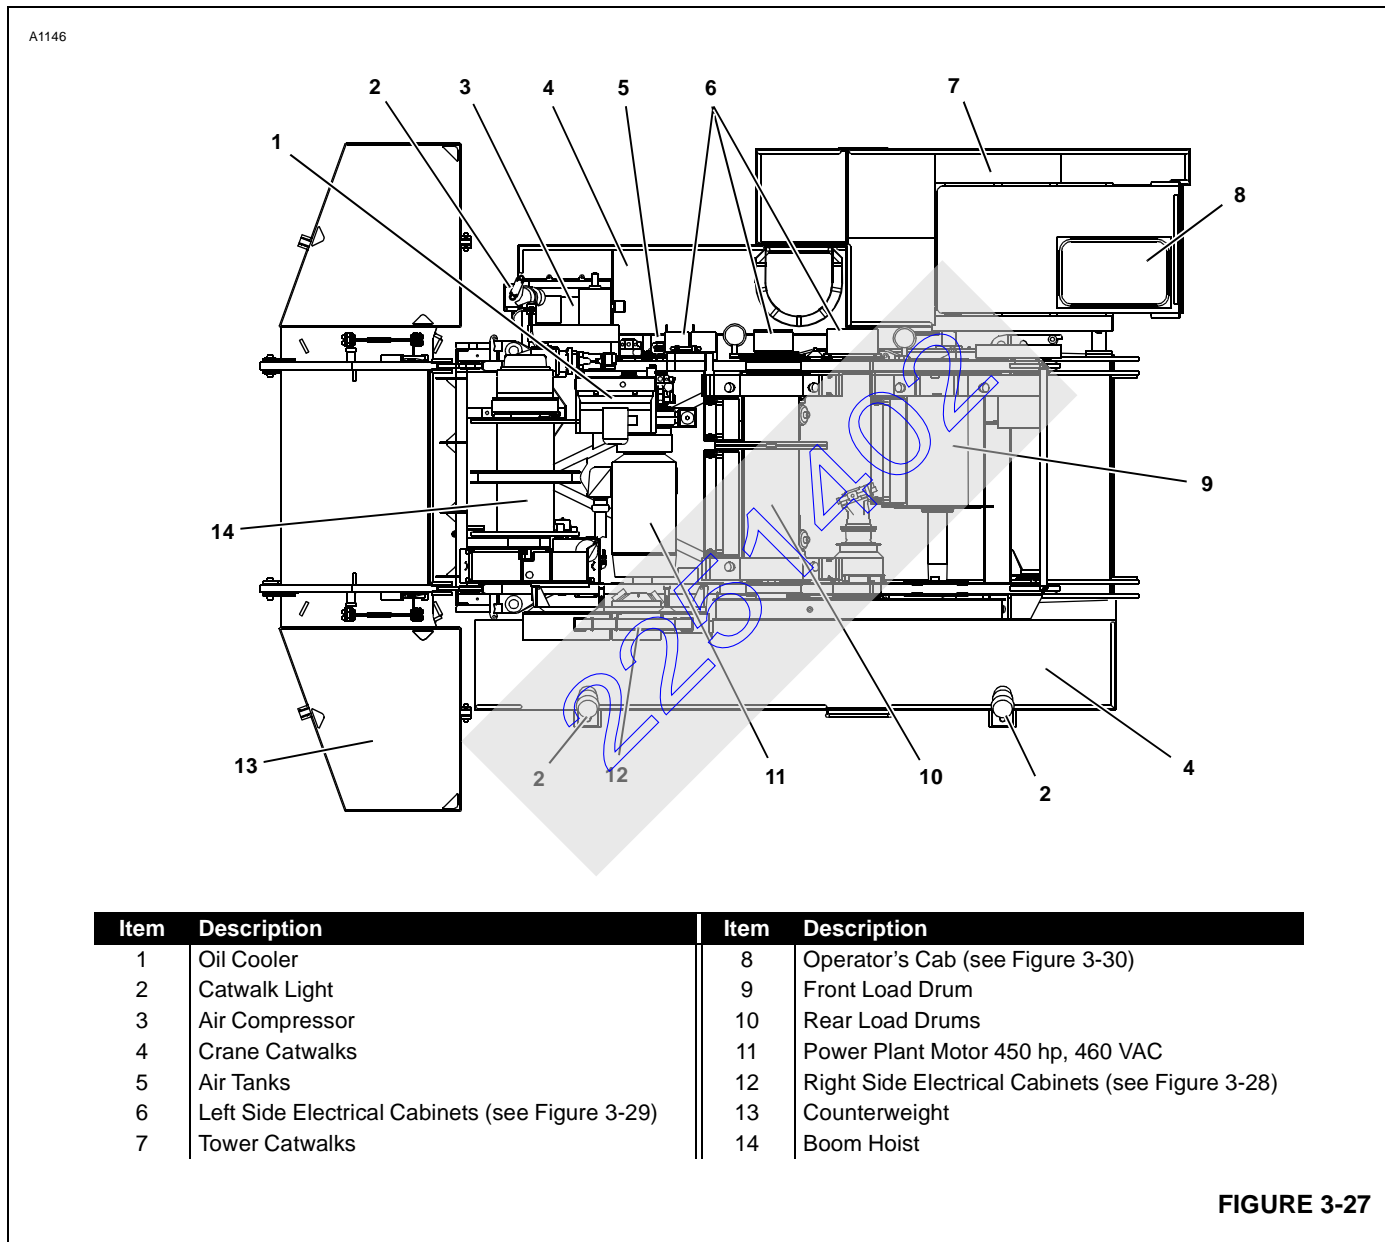 A1146
2 3 4 5 6 7
1
8
9
14
13
2 12 11 10 2 4
22571402
Item Description Item Description
1 Oil Cooler 8 Operator’s Cab (see Figure 3-30)
2 Catwalk Light 9 Front Load Drum
3 Air Compressor 10 Rear Load Drums
4 Crane Catwalks 11 Power Plant Motor 450 hp, 460 VAC
5 Air Tanks 12 Right Side Electrical Cabinets (see Figure 3-28)
6 Left Side Electrical Cabinets (see Figure 3-29) 13 Counterweight
7 Tower Catwalks 14 Boom Hoist
FIGURE 3-27